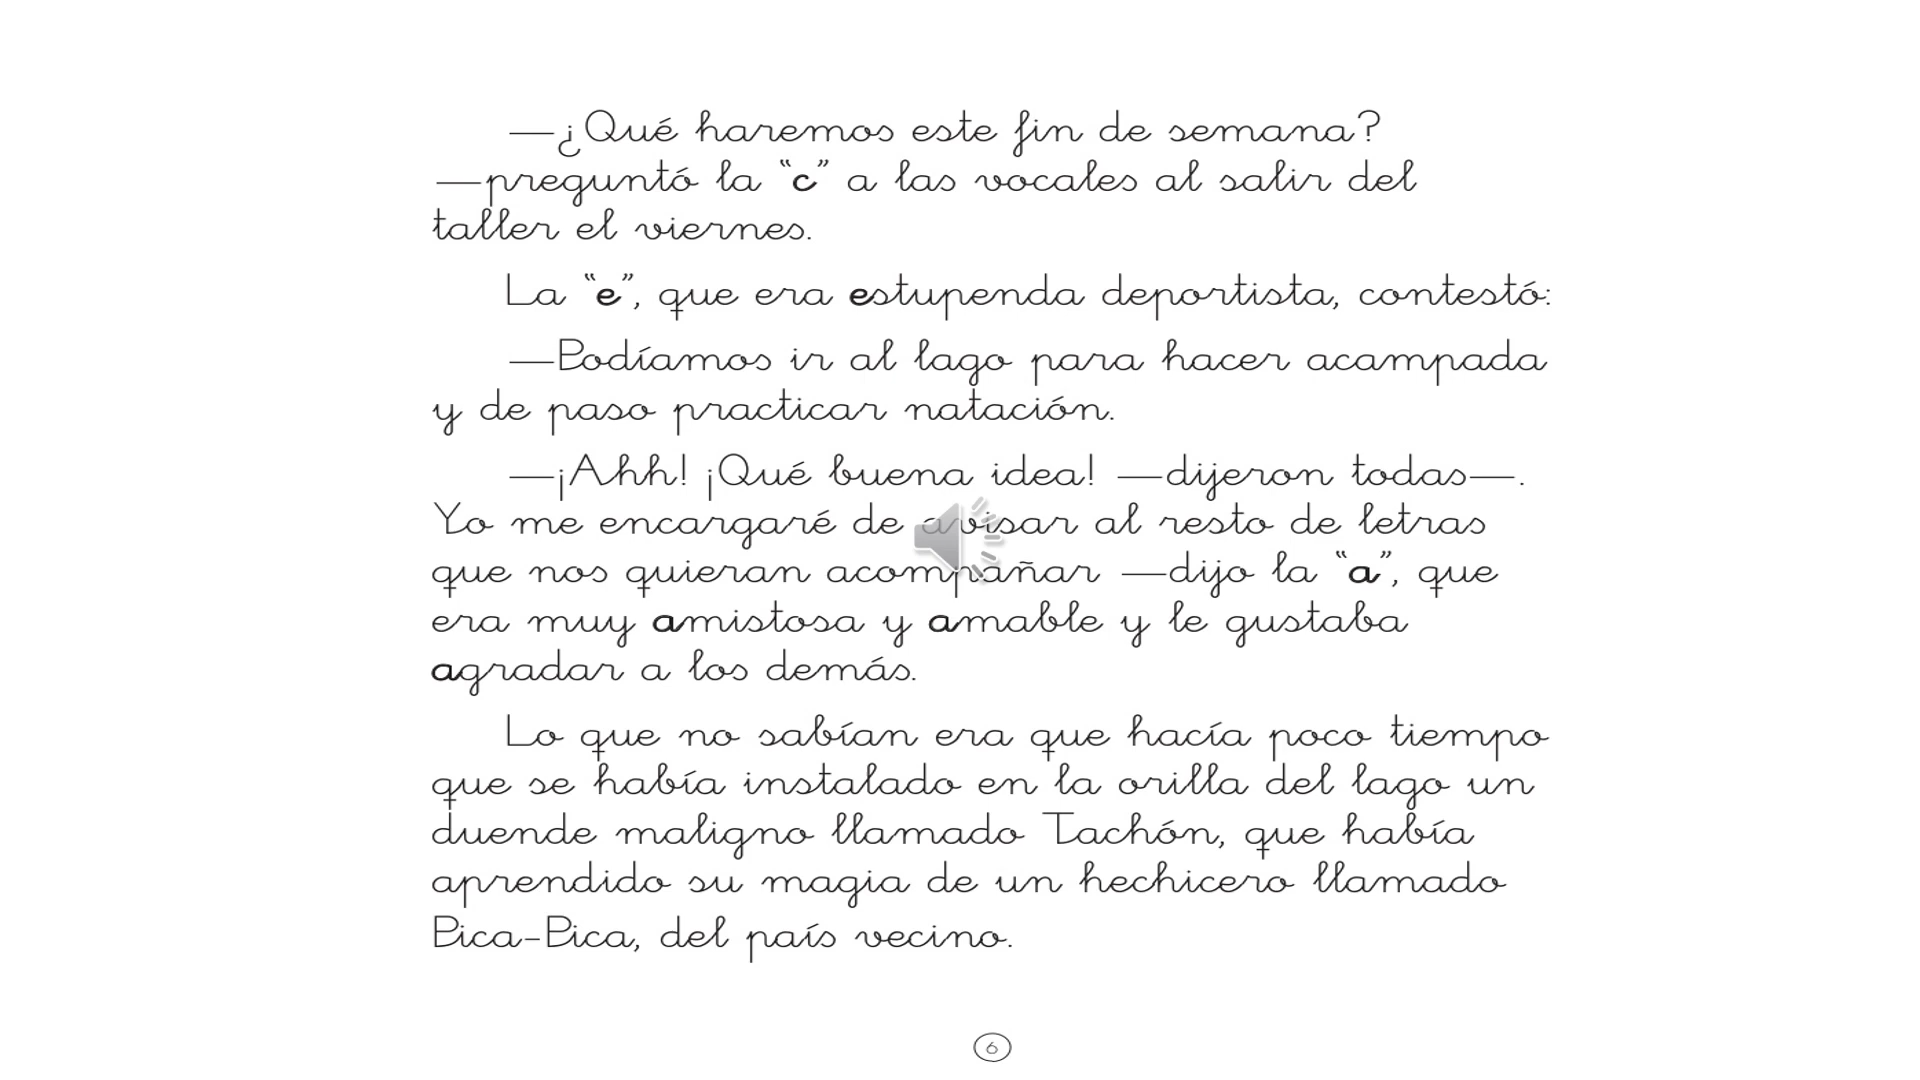 —¿Qué haremos este fin de semana?
—preguntó la “c” a las vocales al salir del
taller el viernes.
La “e”, que era estupenda deportista, contestó:
—Podíamos ir al lago para hacer acampada
y de paso practicar natación.
—¡Ahh! ¡Qué buena idea! —dijeron todas—.
Yo me encargaré de avisar al resto de letras
que nos quieran acompañar —dijo la “a”, que
era muy amistosa y amable y le gustaba
agradar a los demás.
Lo que no sabían era que hacía poco tiempo
que se había instalado en la orilla del lago un
duende maligno llamado Tachón, que había
aprendido su magia de un hechicero llamado
Pica-Pica, del país vecino.
6